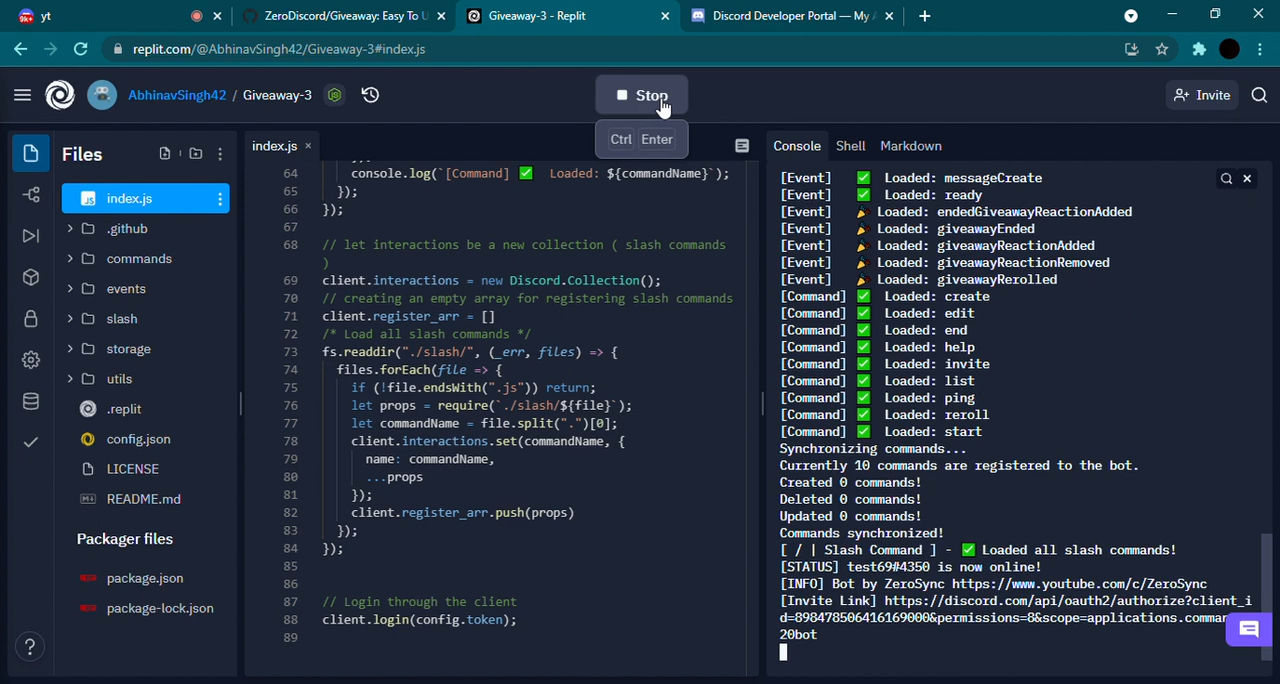 yt
ZeroDiscord/Giveaway: Easy To U
Giveaway-3 - Replit
Discord Developer Portal — My A
replit.com/@AbhinavSingh42/Giveaway-3#index.js
AbhinavSingh42 / Giveaway-3
Stop
Ctrl Enter
Invite
Files
index.js
.github
commands
events
slash
storage
utils
.replit
config.json
LICENSE
README.md
Packager files
package.json
package-lock.json
index.js
64 console.log(`[Command] ✅ Loaded: ${commandName}`);
65 });
66 });
67
68 // let interactions be a new collection ( slash commands
)
69 client.interactions = new Discord.Collection();
70 // creating an empty array for registering slash commands
71 client.register_arr = []
72 /* Load all slash commands */
73 fs.readdir("./slash/", (_err, files) => {
74 files.forEach(file => {
75 if (!file.endsWith(".js")) return;
76 let props = require(`./slash/${file}`);
77 let commandName = file.split(".")[0];
78 client.interactions.set(commandName, {
79 name: commandName,
80 ...props
81 });
82 client.register_arr.push(props)
83 });
84 });
85
86
87 // Login through the client
88 client.login(config.token);
89
Console Shell Markdown
[Event] ✅ Loaded: messageCreate
[Event] ✅ Loaded: ready
[Event] 🎉 Loaded: endedGiveawayReactionAdded
[Event] 🎉 Loaded: giveawayEnded
[Event] 🎉 Loaded: giveawayReactionAdded
[Event] 🎉 Loaded: giveawayReactionRemoved
[Event] 🎉 Loaded: giveawayRerolled
[Command] ✅ Loaded: create
[Command] ✅ Loaded: edit
[Command] ✅ Loaded: end
[Command] ✅ Loaded: help
[Command] ✅ Loaded: invite
[Command] ✅ Loaded: list
[Command] ✅ Loaded: ping
[Command] ✅ Loaded: reroll
[Command] ✅ Loaded: start
Synchronizing commands...
Currently 10 commands are registered to the bot.
Created 0 commands!
Deleted 0 commands!
Updated 0 commands!
Commands synchronized!
[ / | Slash Command ] - ✅ Loaded all slash commands!
[STATUS] test69#4350 is now online!
[INFO] Bot by ZeroSync https://www.youtube.com/c/ZeroSync
[Invite Link] https://discord.com/api/oauth2/authorize?client_i
d=898478506416169000&permissions=8&scope=applications.comman
20bot